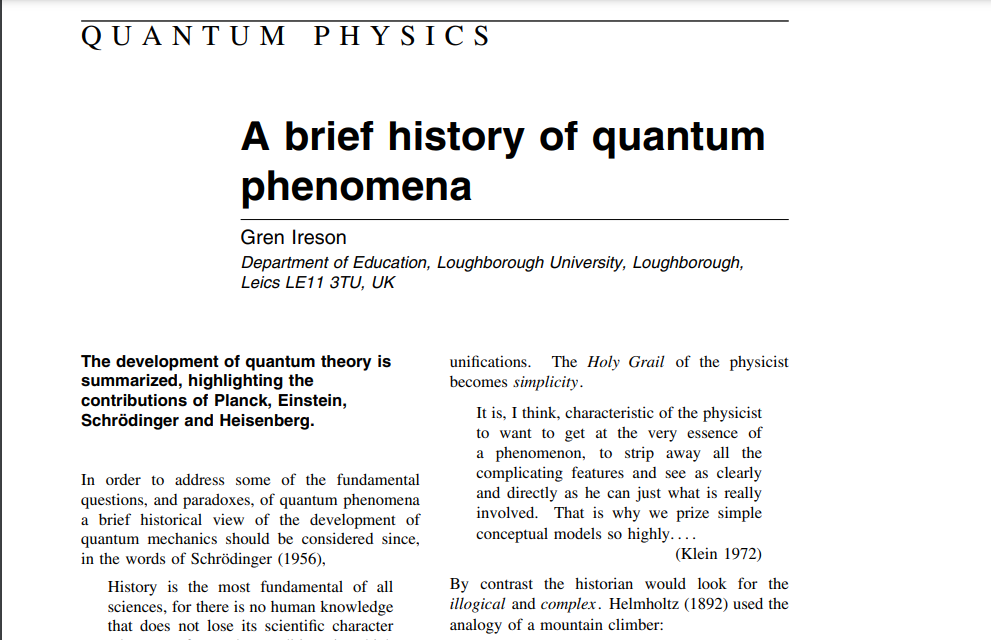 QUANTUM PHYSICS
A brief history of quantum
phenomena
Gren Ireson
Department of Education, Loughborough University, Loughborough,
Leics LE11 3TU, UK
The development of quantum theory is
summarized, highlighting the
contributions of Planck, Einstein,
Schrödinger and Heisenberg.
In order to address some of the fundamental
questions, and paradoxes, of quantum phenomena
a brief historical view of the development of
quantum mechanics should be considered since,
in the words of Schrödinger (1956),
History is the most fundamental of all
sciences, for there is no human knowledge
that does not lose its scientific character
unifications. The Holy Grail of the physicist
becomes simplicity.
It is, I think, characteristic of the physicist
to want to get at the very essence of
a phenomenon, to strip away all the
complicating features and see as clearly
and directly as he can just what is really
involved. That is why we prize simple
conceptual models so highly....
(Klein 1972)
By contrast the historian would look for the
illogical and complex. Helmholtz (1892) used the
analogy of a mountain climber: